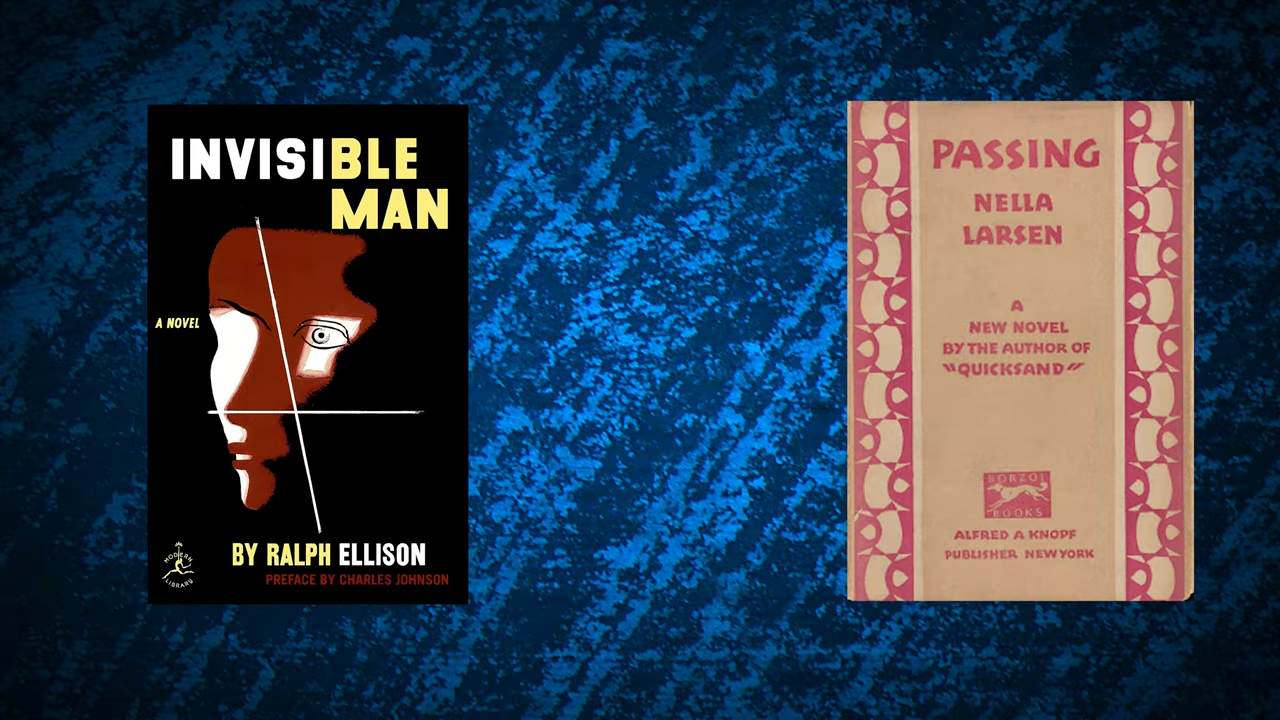 INVISIBLE
MAN
A NOVEL
MODERN
LIBRARY
BY RALPH ELLISON
PREFACE BY CHARLES JOHNSON
PASSING
NELLA
LARSEN
A
NEW NOVEL
BY THE AUTHOR OF
"QUICKSAND"
BORZOI
BOOKS
ALFRED A KNOPF
PUBLISHER NEW YORK